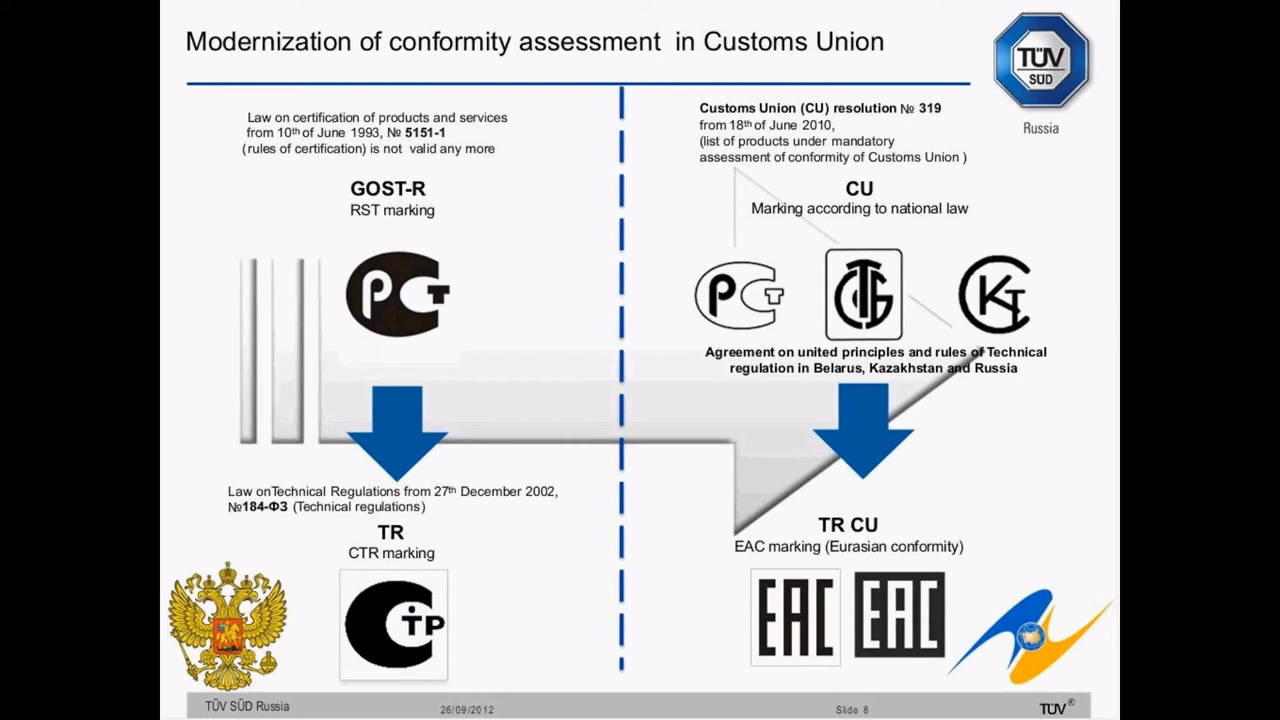 Modernization of conformity assessment in Customs Union
TÜV
SÜD
Russia
Law on certification of products and services
from 10th of June 1993, № 5151-1
(rules of certification) is not valid any more
GOST-R
RST marking
РСТ
Law onTechnical Regulations from 27th December 2002,
№184-ФЗ (Technical regulations)
TR
CTR marking
СТР
Customs Union (CU) resolution № 319
from 18th of June 2010,
(list of products under mandatory
assessment of conformity of Customs Union )
CU
Marking according to national law
РСТ
Agreement on united principles and rules of Technical
regulation in Belarus, Kazakhstan and Russia
TR CU
EAC marking (Eurasian conformity)
EAC EAC
TÜV SÜD Russia 26/09/2012 Slide 8 TÜV®